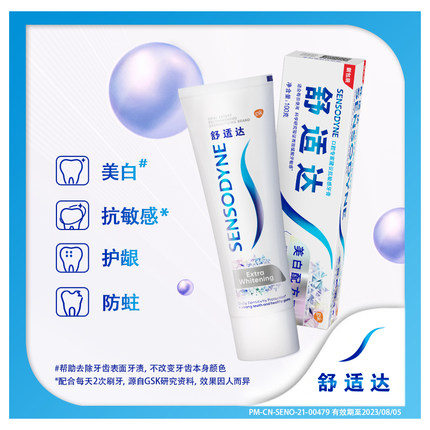 美白#
抗敏感*
护龈
防蛀
舒适达
SENSODYNE
Extra
Whitening
新包装
SENSODYNE
舒适达
美白配方
净含量:100克
#帮助去除牙齿表面牙渍，不改变牙齿本身颜色
*配合每天2次刷牙, 源自GSK研究资料, 效果因人而异
舒适达
PM-CN-SENO-21-00479 有效期至2023/08/05